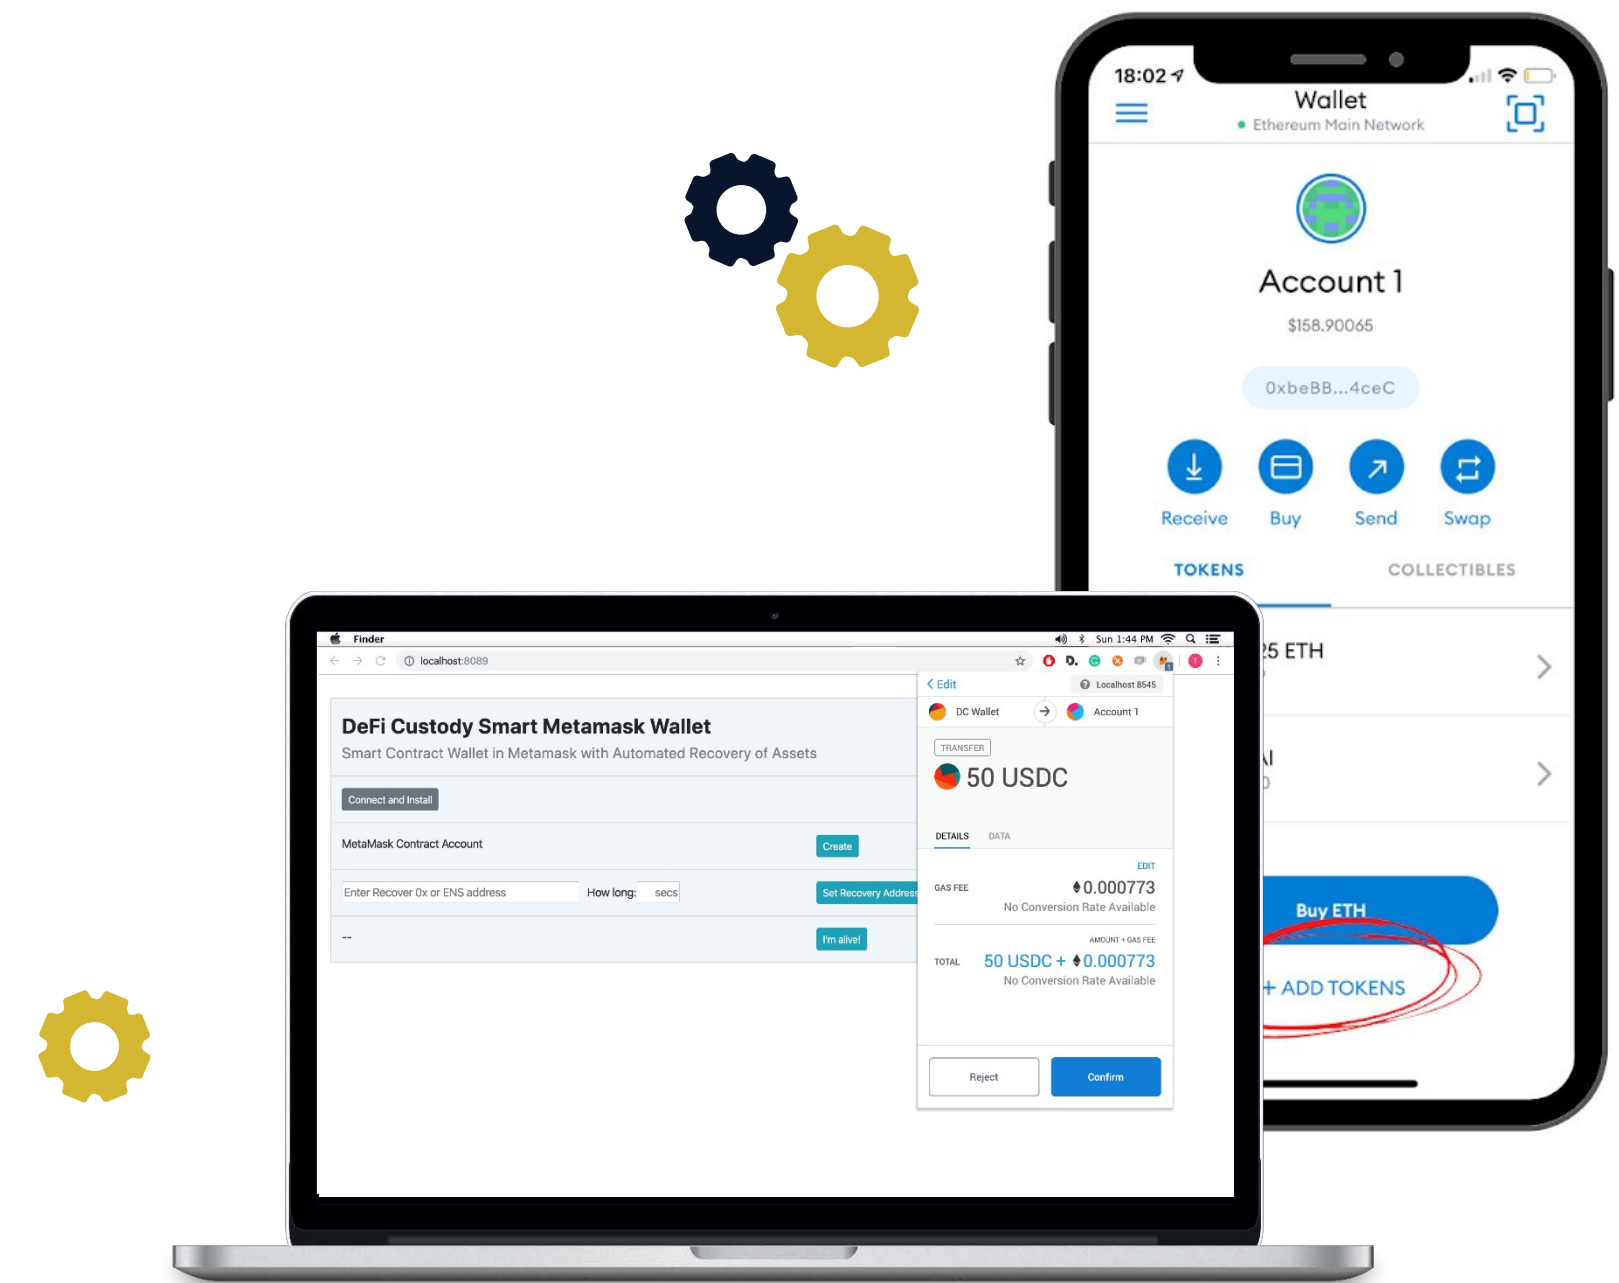 18:02
Wallet
Ethereum Main Network
Account 1
$158.90065
0xbeBB...4ceC
Receive
Buy
Send
Swap
TOKENS
COLLECTIBLES
25 ETH
Buy ETH
+ ADD TOKENS
Finder
Sun 1:44 PM
localhost:8089
DeFi Custody Smart Metamask Wallet
Smart Contract Wallet in Metamask with Automated Recovery of Assets
Connect and Install
MetaMask Contract Account
Create
Enter Recover 0x or ENS address
How long:
secs
Set Recovery Address
--
I'm alive!
< Edit
Localhost 8545
DC Wallet
Account 1
TRANSFER
50 USDC
DETAILS
DATA
EDIT
GAS FEE
0.000773
No Conversion Rate Available
AMOUNT + GAS FEE
TOTAL
50 USDC + 0.000773
No Conversion Rate Available
Reject
Confirm